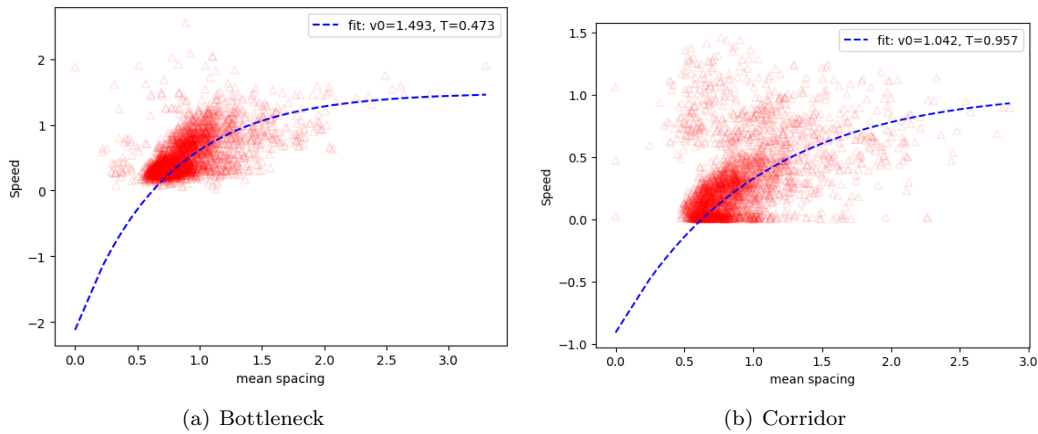 fit: v0=1.493, T=0.473
2
1
0
−1
−2
Speed
0.0 0.5 1.0 1.5 2.0 2.5 3.0
mean spacing
(a) Bottleneck
fit: v0=1.042, T=0.957
1.5
1.0
0.5
0.0
−0.5
−1.0
Speed
0.0 0.5 1.0 1.5 2.0 2.5 3.0
mean spacing
(b) Corridor